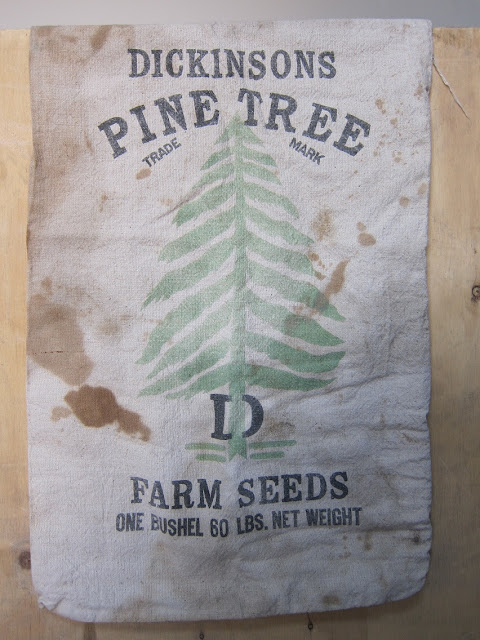 DICKINSONS
PINE TREE
TRADE MARK
D
FARM SEEDS
ONE BUSHEL 60 LBS. NET WEIGHT